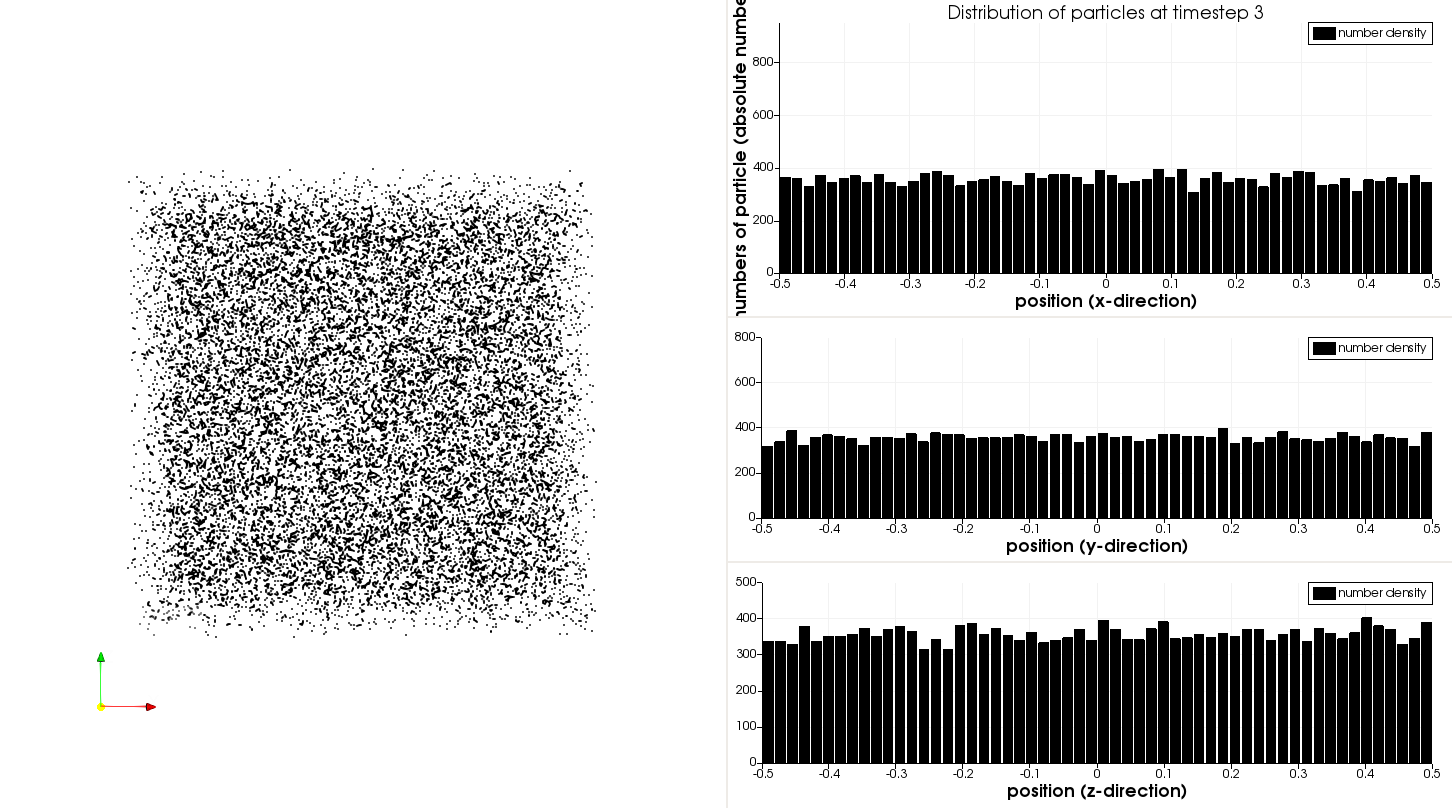 Distribution of particles at timestep 3
numbers of particle (absolute numbe
number density
800
600
400
200
0
-0.5 -0.4 -0.3 -0.2 -0.1 0 0.1 0.2 0.3 0.4 0.5
position (x-direction)
number density
800
600
400
200
0
-0.5 -0.4 -0.3 -0.2 -0.1 0 0.1 0.2 0.3 0.4 0.5
position (y-direction)
number density
500
400
300
200
100
0
-0.5 -0.4 -0.3 -0.2 -0.1 0 0.1 0.2 0.3 0.4 0.5
position (z-direction)